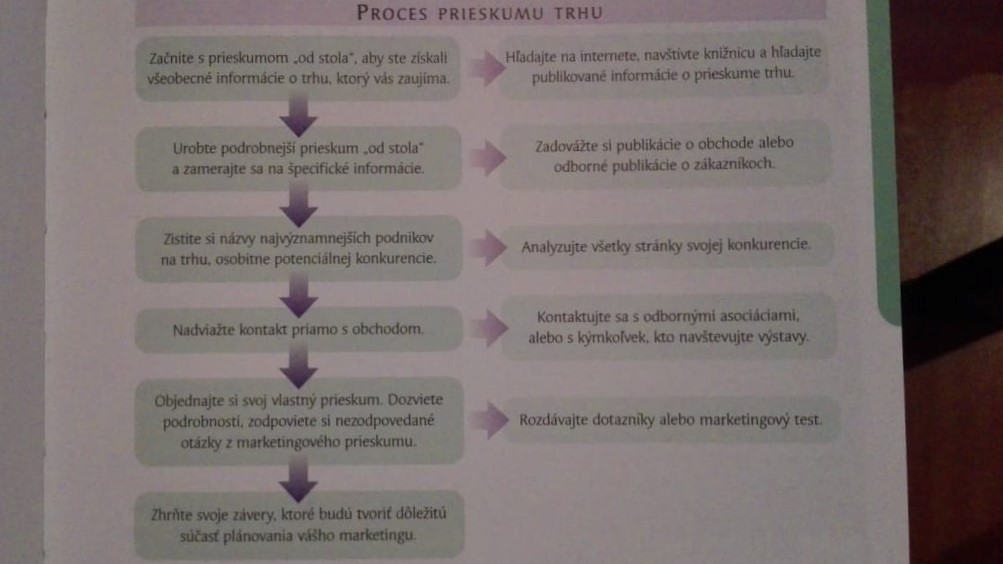 PROCES PRIESKUMU TRHU
Začnite s prieskumom „od stola“, aby ste získali
všeobecné informácie o trhu, ktorý vás zaujíma.
Hľadajte na internete, navštívte knižnicu a hľadajte
publikované informácie o prieskume trhu.
Urobte podrobnejší prieskum „od stola“
a zamerajte sa na špecifické informácie.
Zadovážte si publikácie o obchode alebo
odborné publikácie o zákazníkoch.
Zistite si názvy najvýznamnejších podnikov
na trhu, osobitne potenciálnej konkurencie.
Analyzujte všetky stránky svojej konkurencie.
Nadviažte kontakt priamo s obchodom.
Kontaktujte sa s odbornými asociáciami,
alebo s kýmkoľvek, kto navštevujte výstavy.
Objednajte si svoj vlastný prieskum. Dozviete
podrobnosti, zodpoviete si nezodpovedané
otázky z marketingového prieskumu.
Rozdávajte dotazníky alebo marketingový test.
Zhrňte svoje závery, ktoré budú tvoriť dôležitú
súčasť plánovania vášho marketingu.